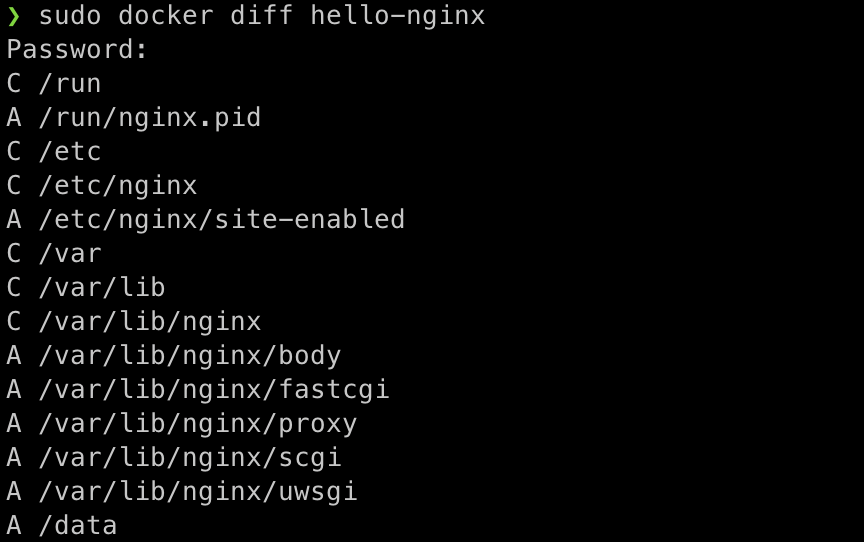 ❯ sudo docker diff hello-nginx
Password:
C /run
A /run/nginx.pid
C /etc
C /etc/nginx
A /etc/nginx/site-enabled
C /var
C /var/lib
C /var/lib/nginx
A /var/lib/nginx/body
A /var/lib/nginx/fastcgi
A /var/lib/nginx/proxy
A /var/lib/nginx/scgi
A /var/lib/nginx/uwsgi
A /data